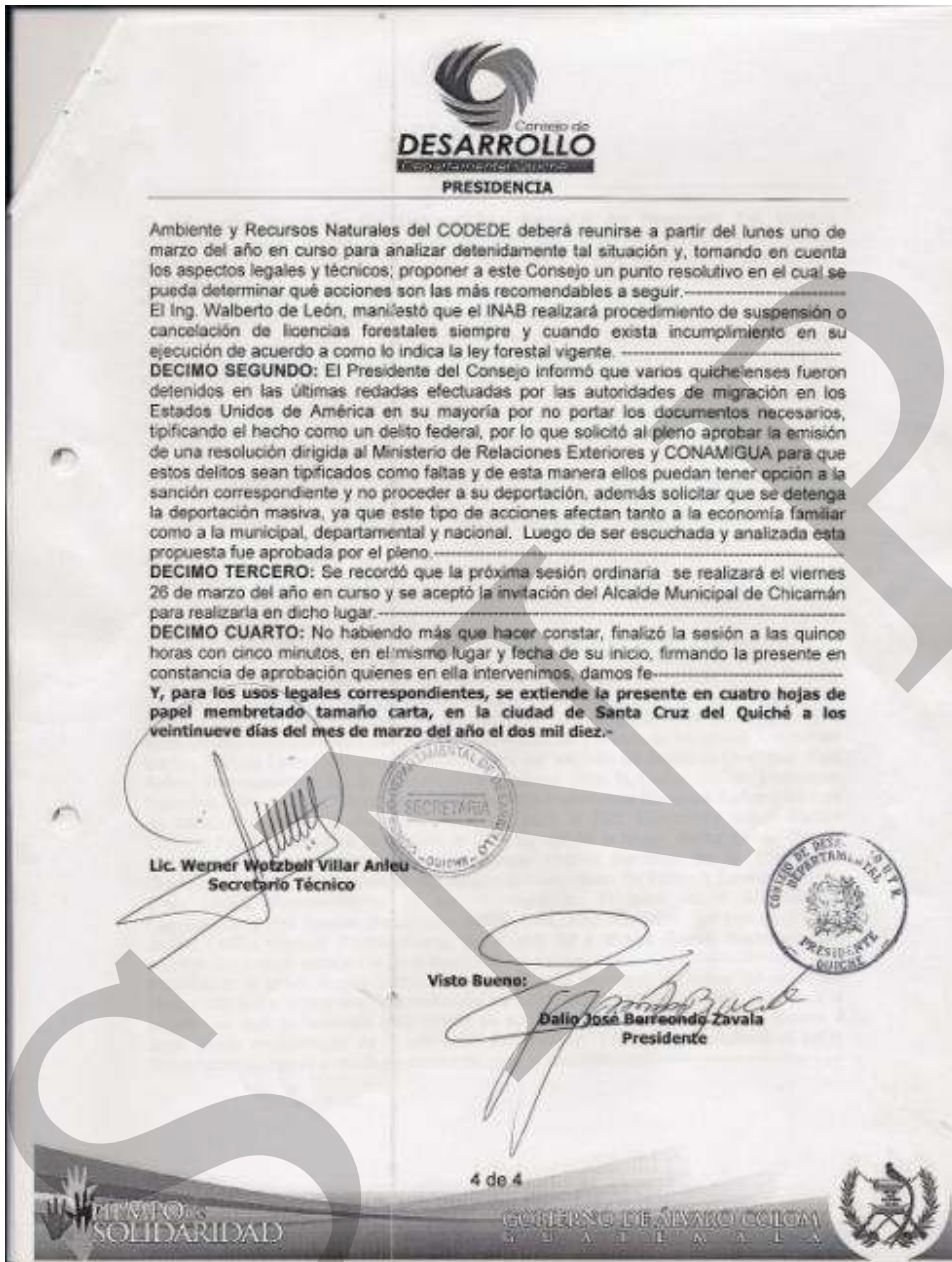 Consejo de
DESARROLLO
PRESIDENCIA
Ambiente y Recursos Naturales del CODEDE deberá reunirse a partir del lunes uno de
marzo del año en curso para analizar detenidamente tal situación y, tomando en cuenta
los aspectos legales y técnicos; proponer a este Consejo un punto resolutivo en el cual se
pueda determinar qué acciones son las más recomendables a seguir.-------------------------
El Ing. Walberto de León, manifestó que el INAB realizará procedimiento de suspensión o
cancelación de licencias forestales siempre y cuando exista incumplimiento en su
ejecución de acuerdo a como lo indica la ley forestal vigente. ---------------------------------
DECIMO SEGUNDO: El Presidente del Consejo informó que varios quichelenses fueron
detenidos en las últimas redadas efectuadas por las autoridades de migración en los
Estados Unidos de América en su mayoría por no portar los documentos necesarios,
tipificando el hecho como un delito federal, por lo que solicitó al pleno aprobar la emisión
de una resolución dirigida al Ministerio de Relaciones Exteriores y CONAMIGUA para que
estos delitos sean tipificados como faltas y de esta manera ellos puedan tener opción a la
sanción correspondiente y no proceder a su deportación, además solicitar que se detenga
la deportación masiva, ya que este tipo de acciones afectan tanto a la economía familiar
como a la municipal, departamental y nacional. Luego de ser escuchada y analizada esta
propuesta fue aprobada por el pleno.----------------------------------------------------------------
DECIMO TERCERO: Se recordó que la próxima sesión ordinaria se realizará el viernes
26 de marzo del año en curso y se aceptó la invitación del Alcalde Municipal de Chicamán
para realizarla en dicho lugar.-------------------------------------------------------------------------
DECIMO CUARTO: No habiendo más que hacer constar, finalizó la sesión a las quince
horas con cinco minutos, en el mismo lugar y fecha de su inicio, firmando la presente en
constancia de aprobación quienes en ella intervenimos, damos fe-----------------------------
Y, para los usos legales correspondientes, se extiende la presente en cuatro hojas de
papel membretado tamaño carta, en la ciudad de Santa Cruz del Quiché a los
veintinueve días del mes de marzo del año el dos mil diez.-
SECRETARIA
QUICHE
Lic. Werner Wotzbeli Villar Anleu
Secretario Técnico
DEPARTAMENTAL
PRESIDENTE
QUICHE
Visto Bueno:
Dalio José Berreondo Zavala
Presidente
4 de 4
TIEMPO DE
SOLIDARIDAD
GOBIERNO DE ÁLVARO COLOM
GUATEMALA
SVP